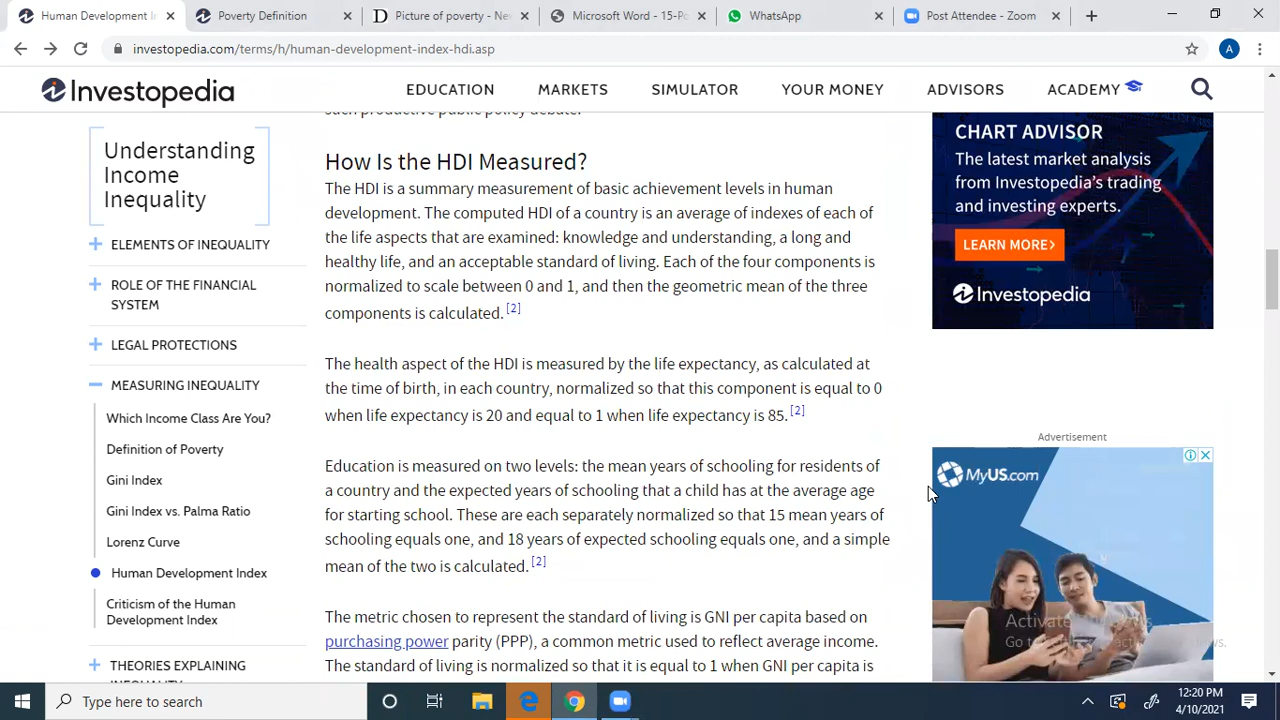 Human Development I
Poverty Definition
Picture of poverty - Ne
Microsoft Word - 15-Po
WhatsApp
Post Attendee - Zoom
investopedia.com/terms/h/human-development-index-hdi.asp
A
Investopedia
EDUCATION
MARKETS
SIMULATOR
YOUR MONEY
ADVISORS
ACADEMY
such productive public policy debate.
Understanding
Income
Inequality
ELEMENTS OF INEQUALITY
ROLE OF THE FINANCIAL
SYSTEM
LEGAL PROTECTIONS
MEASURING INEQUALITY
Which Income Class Are You?
Definition of Poverty
Gini Index
Gini Index vs. Palma Ratio
Lorenz Curve
Human Development Index
Criticism of the Human
Development Index
THEORIES EXPLAINING
INEQUALITY
How Is the HDI Measured?
The HDI is a summary measurement of basic achievement levels in human
development. The computed HDI of a country is an average of indexes of each of
the life aspects that are examined: knowledge and understanding, a long and
healthy life, and an acceptable standard of living. Each of the four components is
normalized to scale between 0 and 1, and then the geometric mean of the three
components is calculated. [2]
The health aspect of the HDI is measured by the life expectancy, as calculated at
the time of birth, in each country, normalized so that this component is equal to 0
when life expectancy is 20 and equal to 1 when life expectancy is 85. [2]
Education is measured on two levels: the mean years of schooling for residents of
a country and the expected years of schooling that a child has at the average age
for starting school. These are each separately normalized so that 15 mean years of
schooling equals one, and 18 years of expected schooling equals one, and a simple
mean of the two is calculated. [2]
The metric chosen to represent the standard of living is GNI per capita based on
purchasing power parity (PPP), a common metric used to reflect average income.
The standard of living is normalized so that it is equal to 1 when GNI per capita is
CHART ADVISOR
The latest market analysis
from Investopedia's trading
and investing experts.
LEARN MORE>
Investopedia
Advertisement
MyUS.com
Type here to search
12:20 PM
4/10/2021